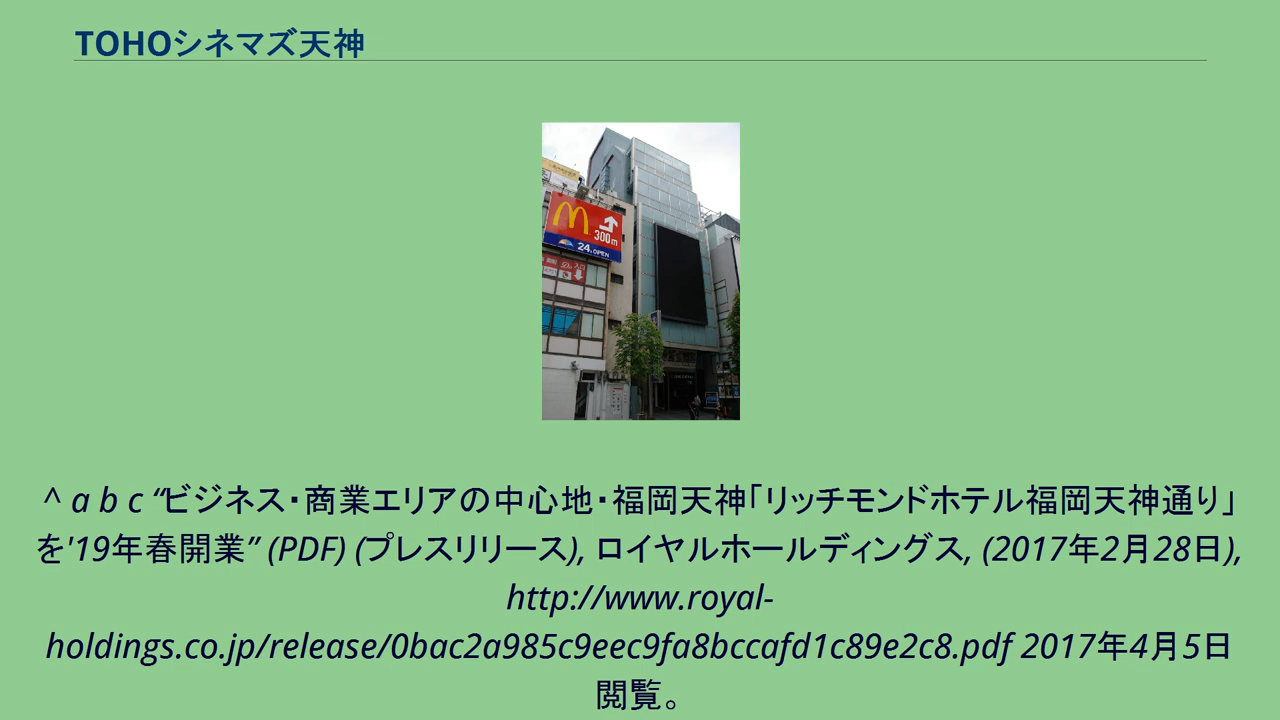 TOHOシネマズ天神
300m
24h OPEN
入口
^ a b c “ビジネス・商業エリアの中心地・福岡天神｢リッチモンドホテル福岡天神通り｣
を'19年春開業” (PDF) (プレスリリース), ロイヤルホールディングス, (2017年2月28日),
http://www.royal-
holdings.co.jp/release/0bac2a985c9eec9fa8bccafd1c89e2c8.pdf 2017年4月5日
閲覧。